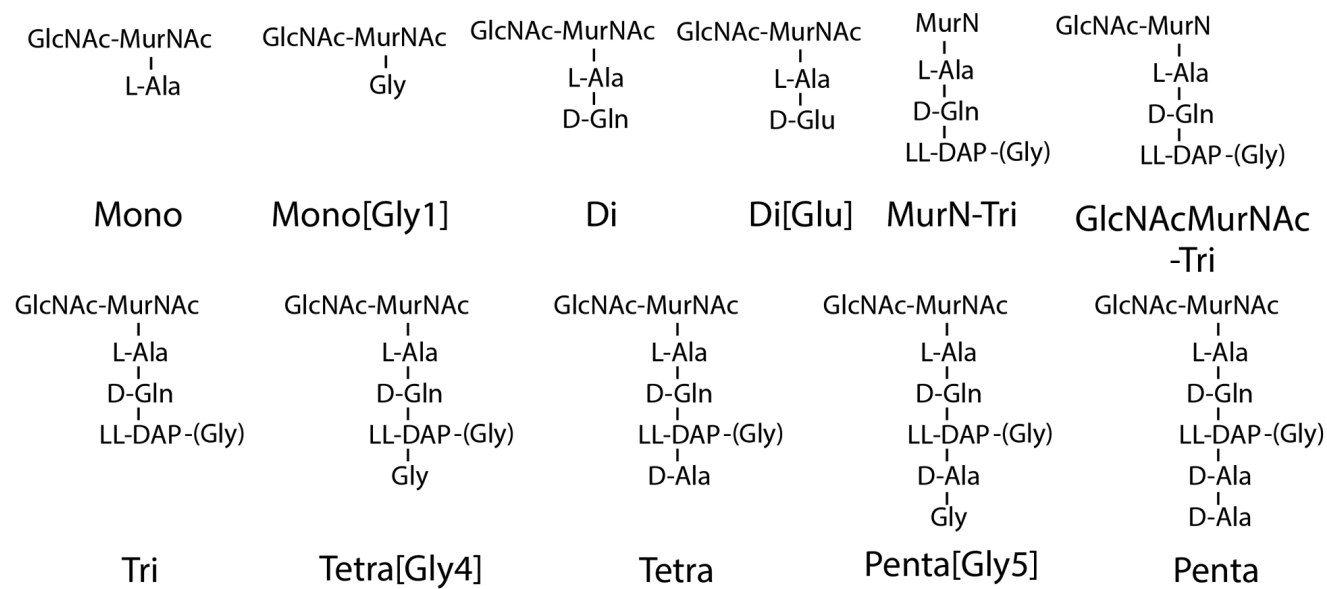 GlcNAc-MurNAc
L-Ala
Mono
GlcNAc-MurNAc
Gly
Mono[Gly1]
GlcNAc-MurNAc
L-Ala
D-Gln
Di
GlcNAc-MurNAc
L-Ala
D-Glu
Di[Glu]
MurN
L-Ala
D-Gln
LL-DAP-(Gly)
MurN-Tri
GlcNAc-MurN
L-Ala
D-Gln
LL-DAP-(Gly)
GlcNAcMurNAc
-Tri
GlcNAc-MurNAc
L-Ala
D-Gln
LL-DAP-(Gly)
Tri
GlcNAc-MurNAc
L-Ala
D-Gln
LL-DAP-(Gly)
Gly
Tetra[Gly4]
GlcNAc-MurNAc
L-Ala
D-Gln
LL-DAP-(Gly)
D-Ala
Tetra
GlcNAc-MurNAc
L-Ala
D-Gln
LL-DAP-(Gly)
D-Ala
Gly
Penta[Gly5]
GlcNAc-MurNAc
L-Ala
D-Gln
LL-DAP-(Gly)
D-Ala
D-Ala
Penta